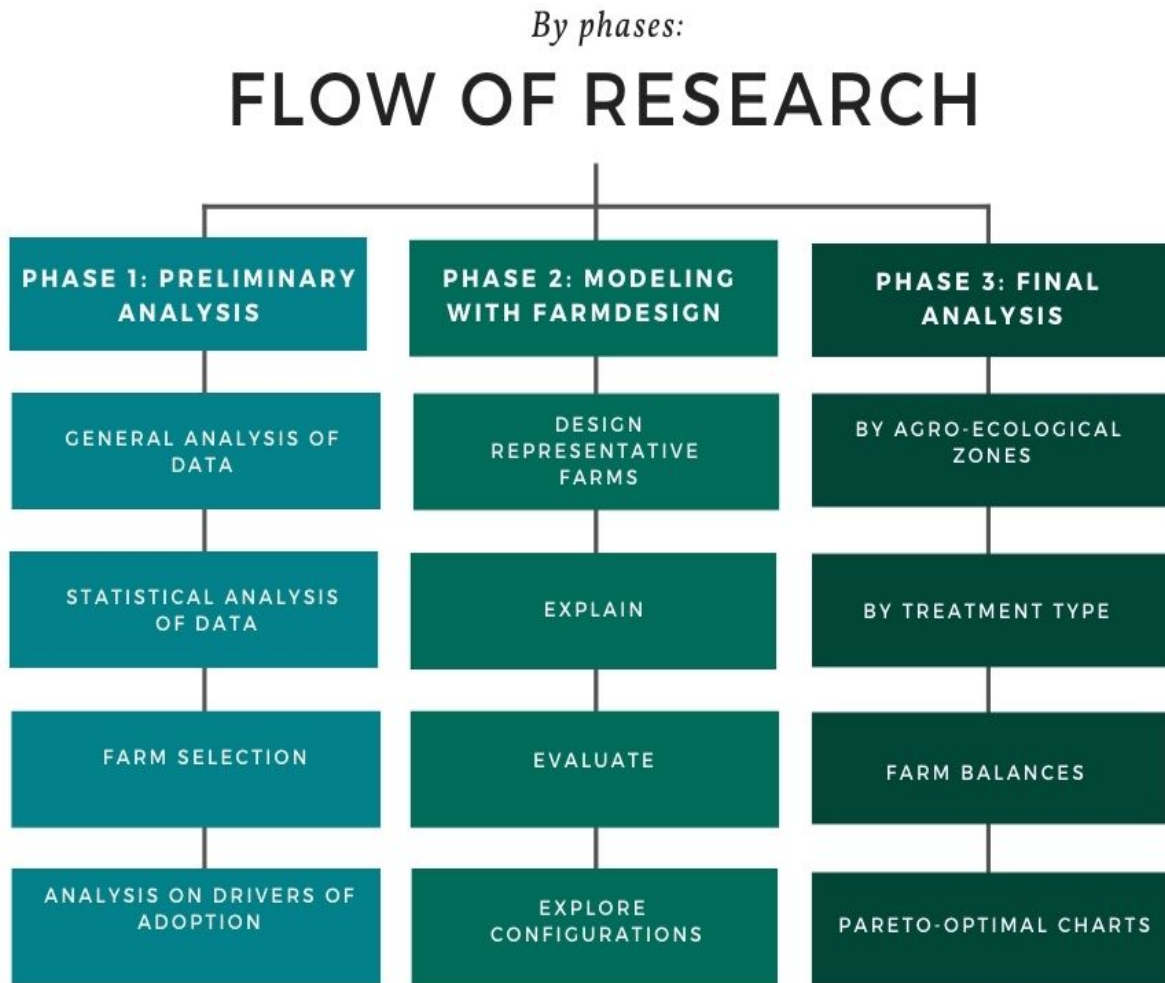 By phases:
FLOW OF RESEARCH
PHASE 1: PRELIMINARY
ANALYSIS
GENERAL ANALYSIS OF
DATA
STATISTICAL ANALYSIS
OF DATA
FARM SELECTION
ANALYSIS ON DRIVERS OF
ADOPTION
PHASE 2: MODELING
WITH FARMDESIGN
DESIGN
REPRESENTATIVE
FARMS
EXPLAIN
EVALUATE
EXPLORE
CONFIGURATIONS
PHASE 3: FINAL
ANALYSIS
BY AGRO-ECOLOGICAL
ZONES
BY TREATMENT TYPE
FARM BALANCES
PARETO-OPTIMAL CHARTS